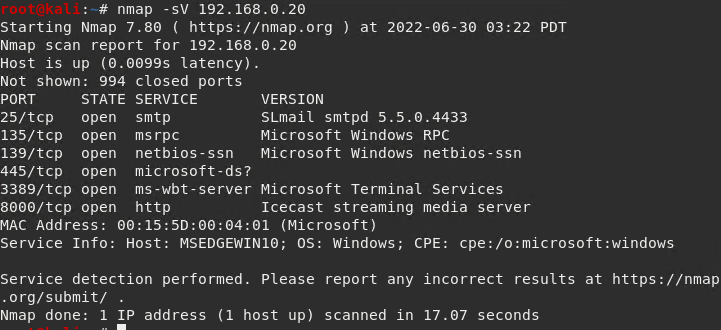 root@kali:~# nmap -sV 192.168.0.20
Starting Nmap 7.80 ( https://nmap.org ) at 2022-06-30 03:22 PDT
Nmap scan report for 192.168.0.20
Host is up (0.0099s latency).
Not shown: 994 closed ports
PORT     STATE SERVICE       VERSION
25/tcp   open  smtp          SLmail smtpd 5.5.0.4433
135/tcp  open  msrpc         Microsoft Windows RPC
139/tcp  open  netbios-ssn   Microsoft Windows netbios-ssn
445/tcp  open  microsoft-ds?
3389/tcp open  ms-wbt-server Microsoft Terminal Services
8000/tcp open  http          Icecast streaming media server
MAC Address: 00:15:5D:00:04:01 (Microsoft)
Service Info: Host: MSEDGEWIN10; OS: Windows; CPE: cpe:/o:microsoft:windows
Service detection performed. Please report any incorrect results at https://nmap
.org/submit/ .
Nmap done: 1 IP address (1 host up) scanned in 17.07 seconds